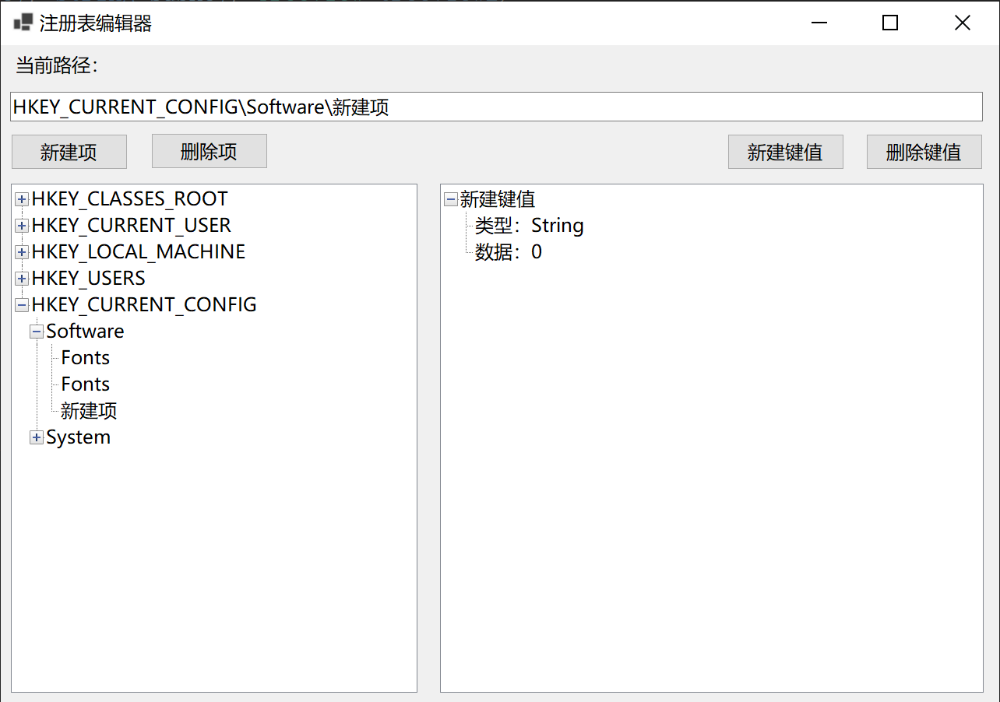 注册表编辑器
当前路径：
HKEY_CURRENT_CONFIG\Software\新建项
新建项 删除项 新建键值 删除键值
HKEY_CLASSES_ROOT
HKEY_CURRENT_USER
HKEY_LOCAL_MACHINE
HKEY_USERS
HKEY_CURRENT_CONFIG
Software
Fonts
Fonts
新建项
System
新建键值
类型：String
数据：0